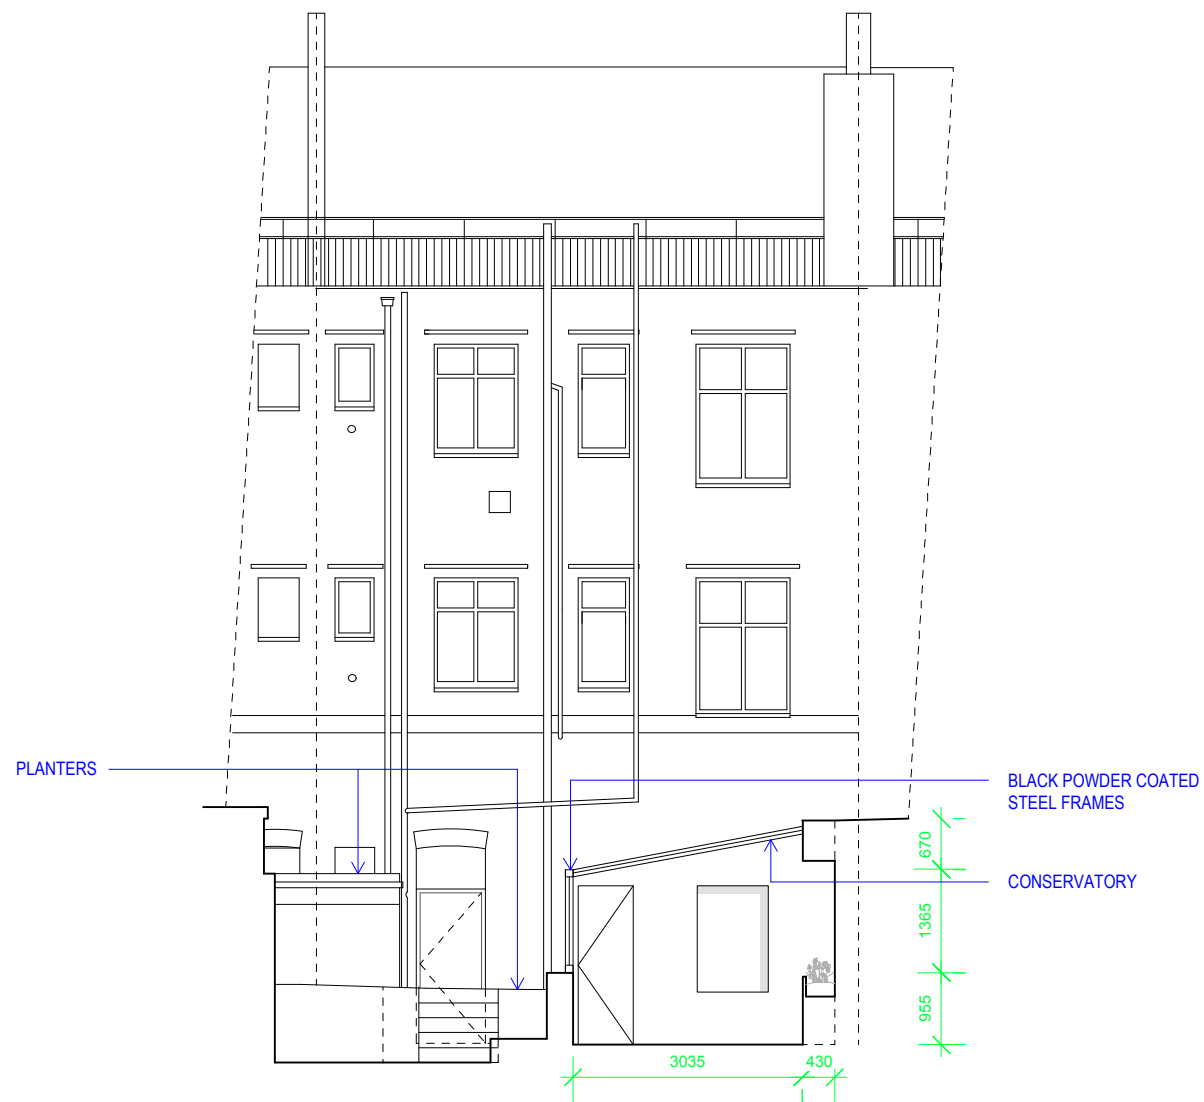 PLANTERS
BLACK POWDER COATED
STEEL FRAMES
670
CONSERVATORY
1365
955
3035
430